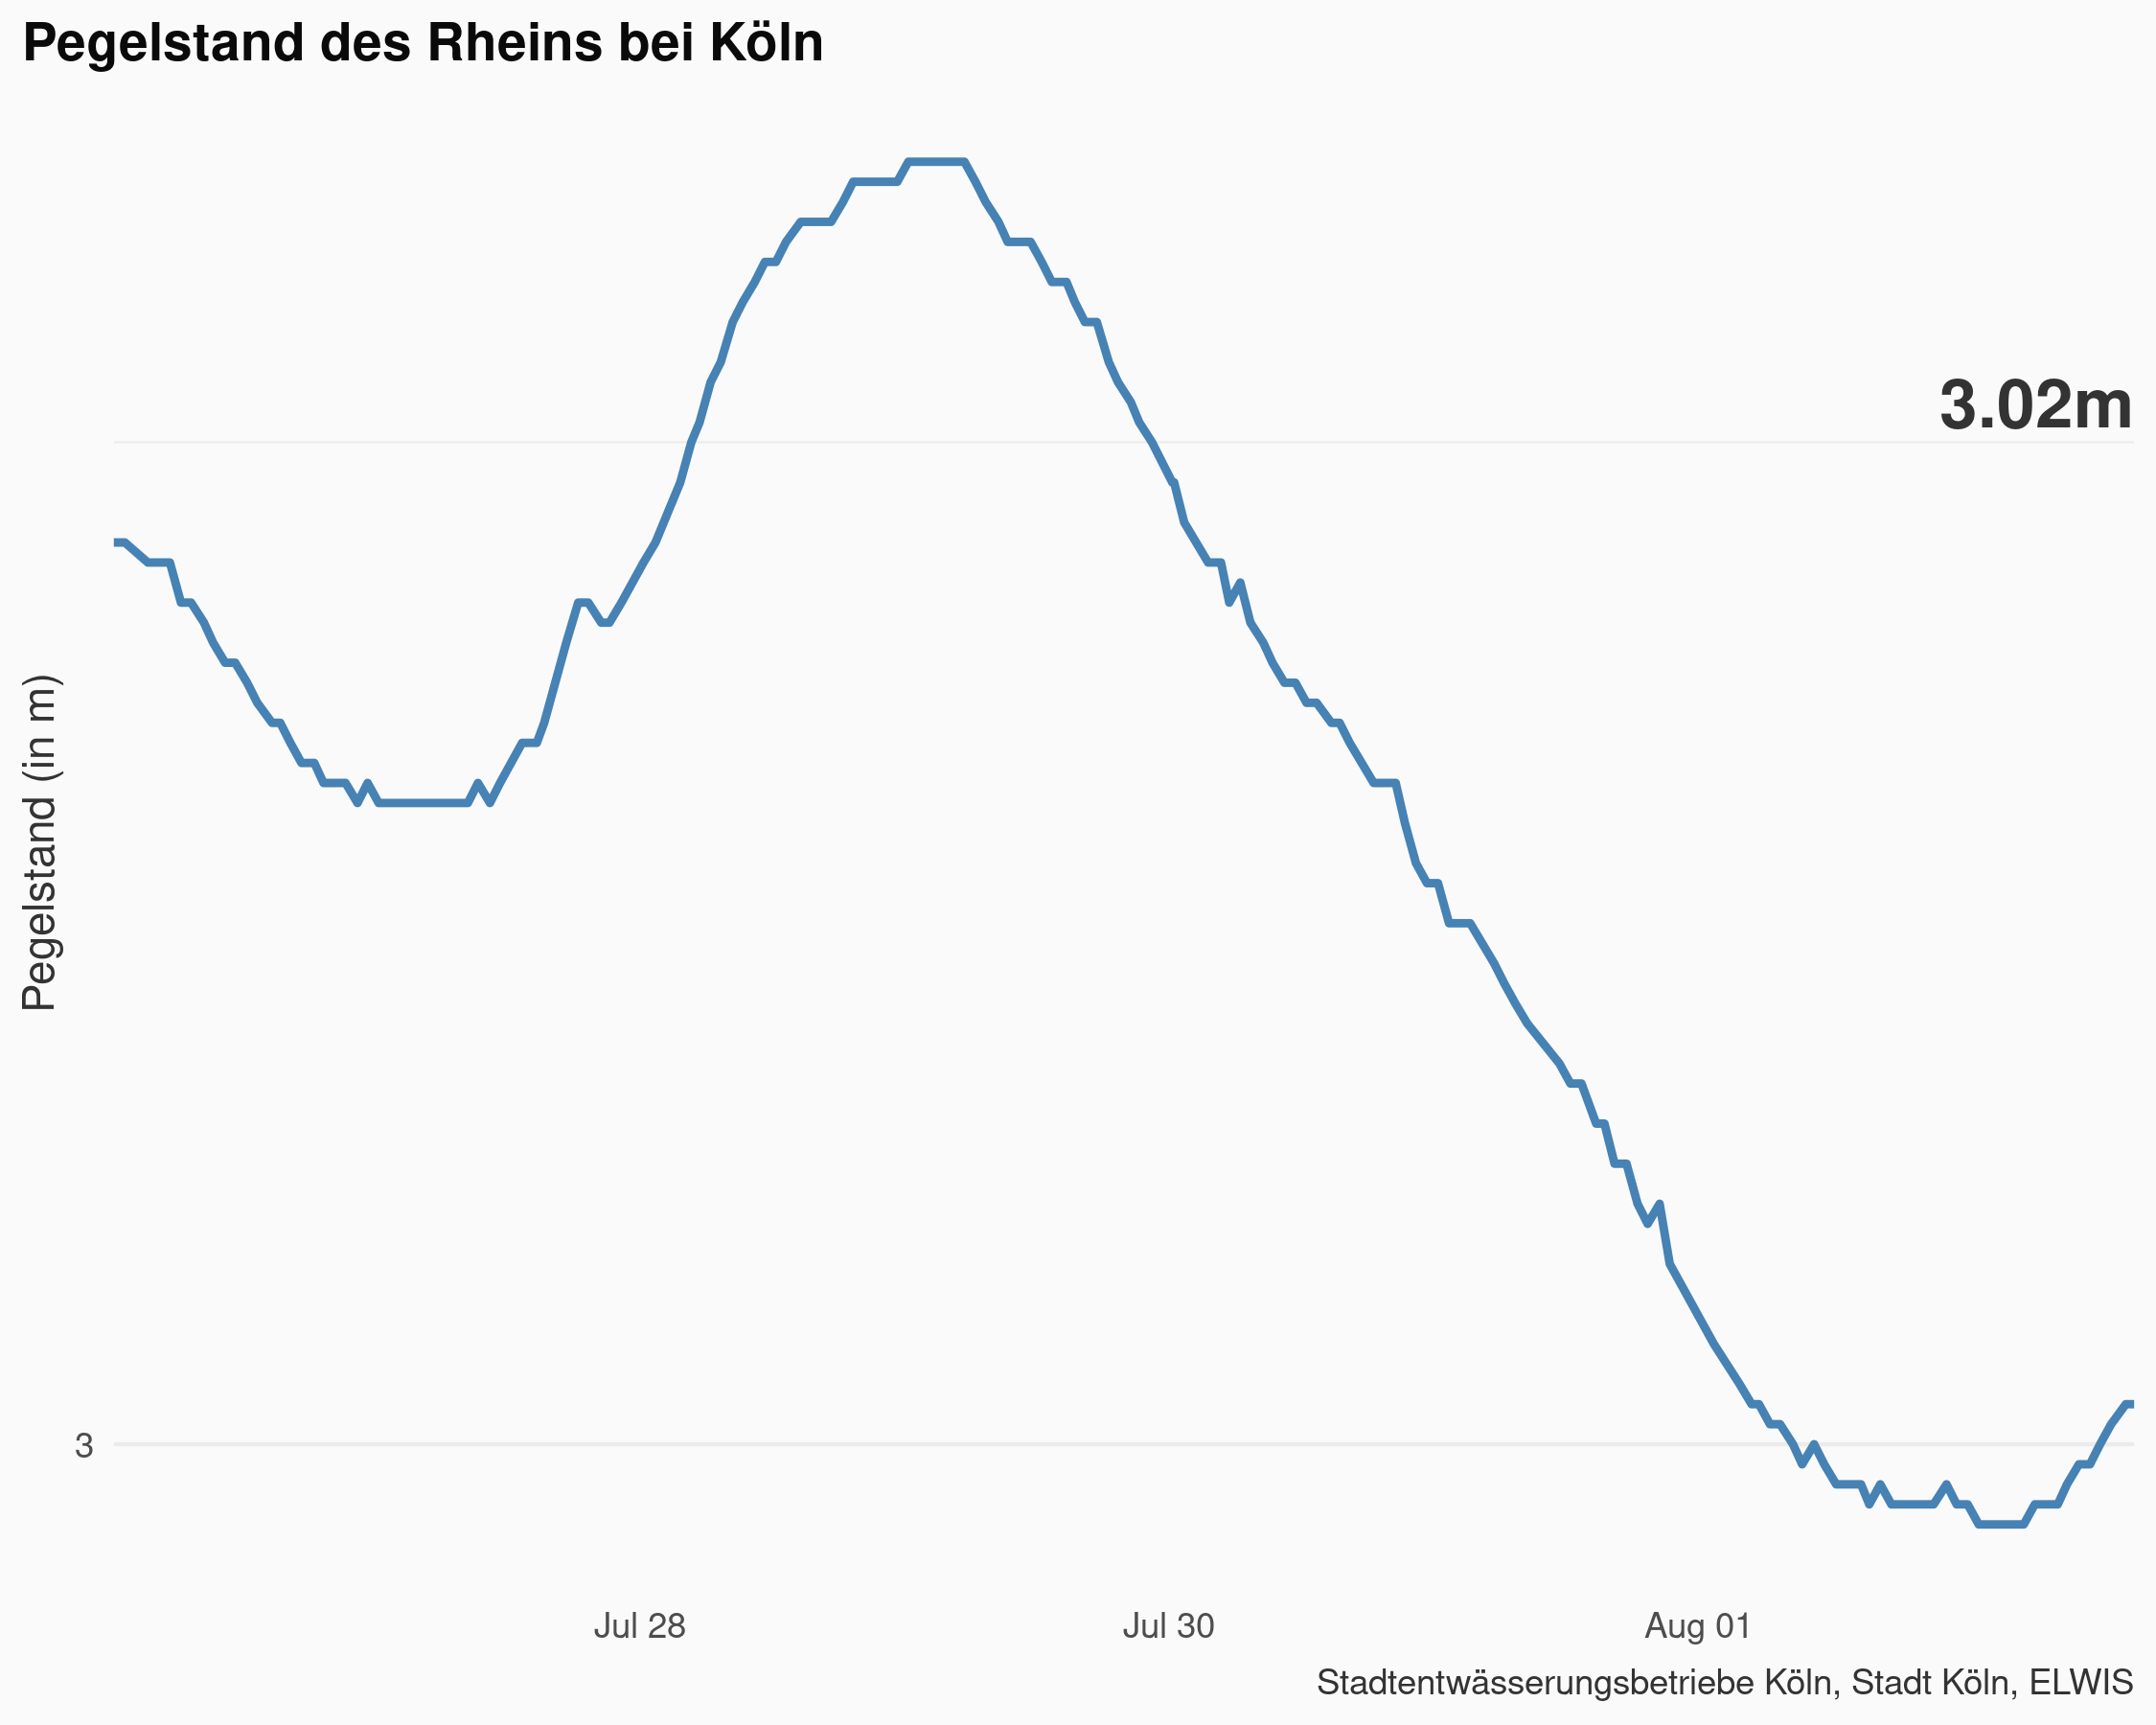 Pegelstand des Rheins bei Köln
3.02m
Pegelstand (in m)
3
Jul 28
Jul 30
Aug 01
Stadtentwässerungsbetriebe Köln, Stadt Köln, ELWIS